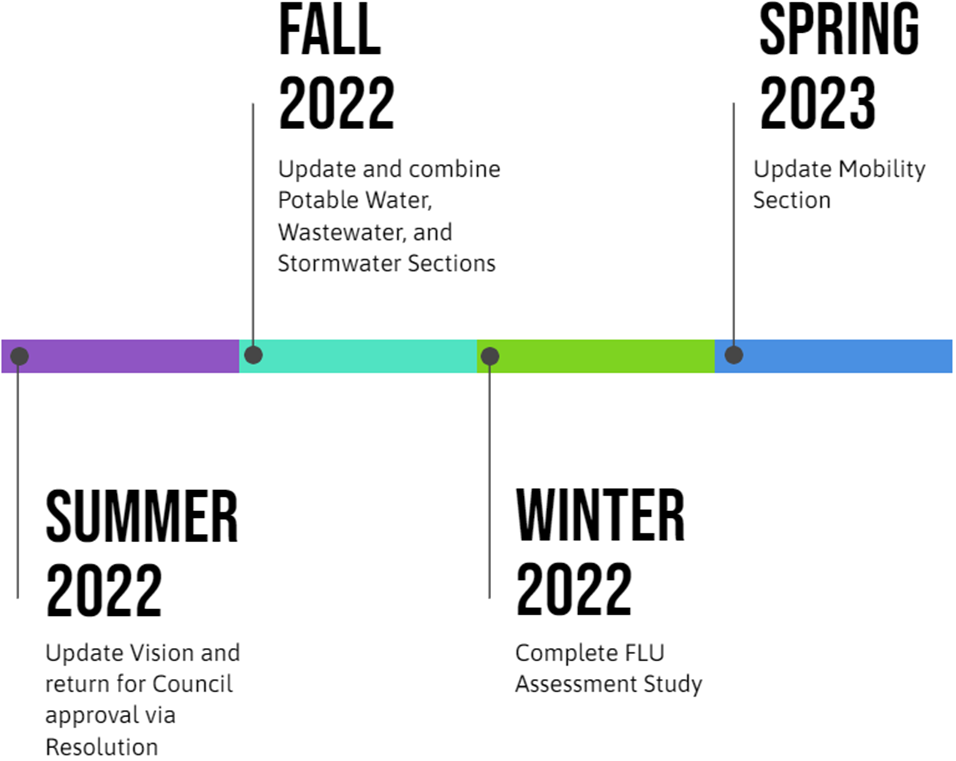 FALL
2022
Update and combine
Potable Water,
Wastewater, and
Stormwater Sections
SPRING
2023
Update Mobility
Section
SUMMER
2022
Update Vision and
return for Council
approval via
Resolution
WINTER
2022
Complete FLU
Assessment Study